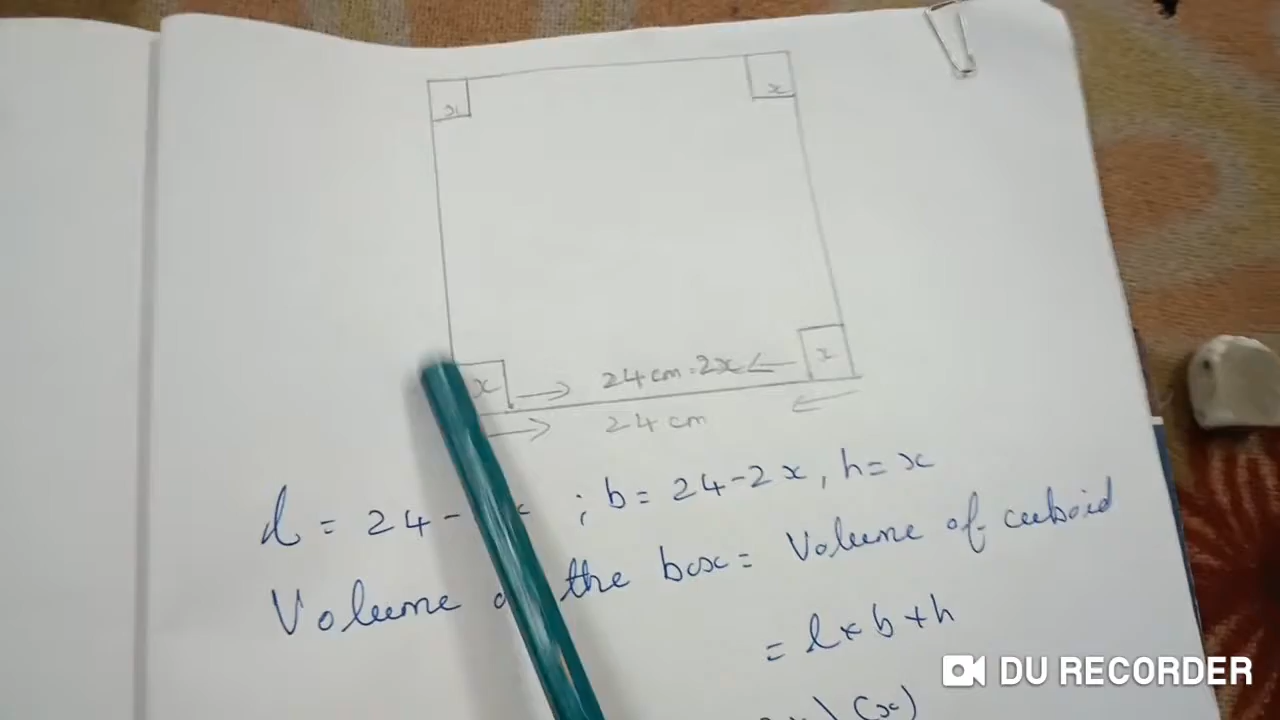 x x
x → 24 cm - 2x ← x
→ 24 cm ←
l = 24 - ; b = 24 - 2x, h = x
Volume the box = Volume of cuboid
= l × b + h
) (x)
DU RECORDER